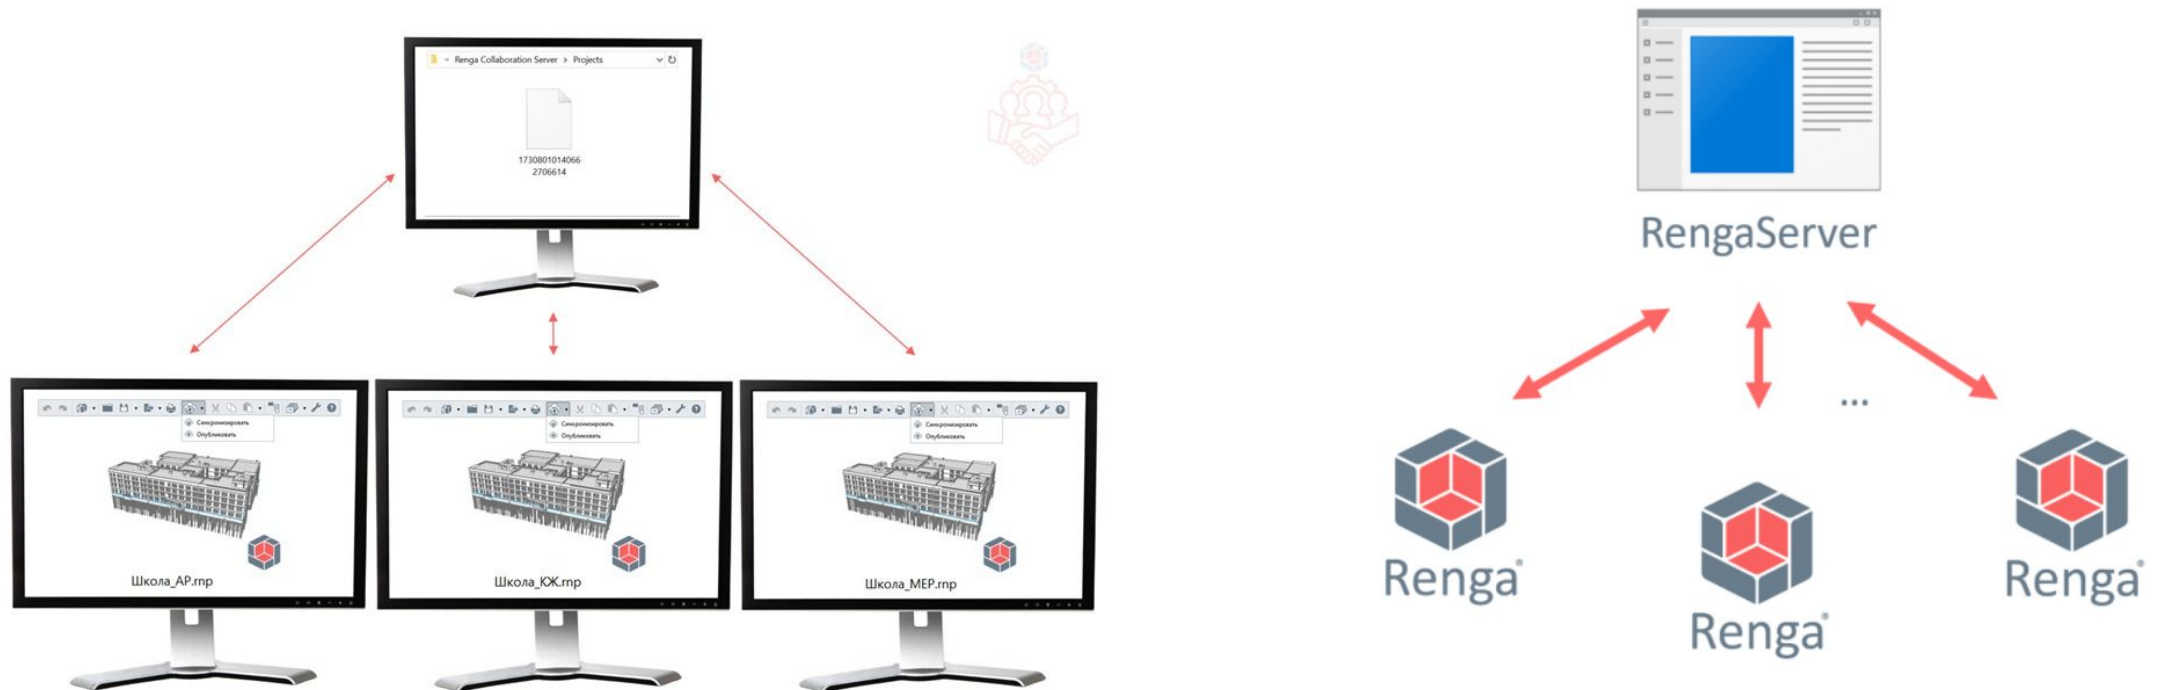 Renga Collaboration Server > Projects
1730801014066
2706614
Синхронизировать
Опубликовать
Школа_АР.rnp
Синхронизировать
Опубликовать
Школа_КЖ.rnp
Синхронизировать
Опубликовать
Школа_МЕР.rnp
RengaServer
...
Renga
Renga
Renga